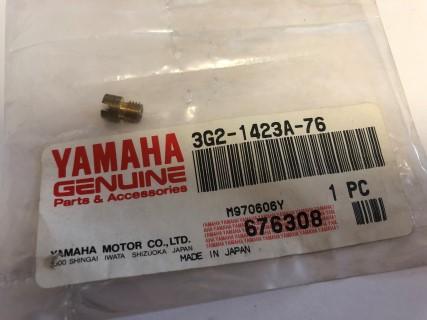 3G2-1423A-76
YAMAHA
GENUINE
Parts & Accessories
M970606Y
1 PC
676308
YAMAHA MOTOR CO.,LTD.
2500 SHINGAI IWATA SHIZUOKA JAPAN
MADE IN JAPAN